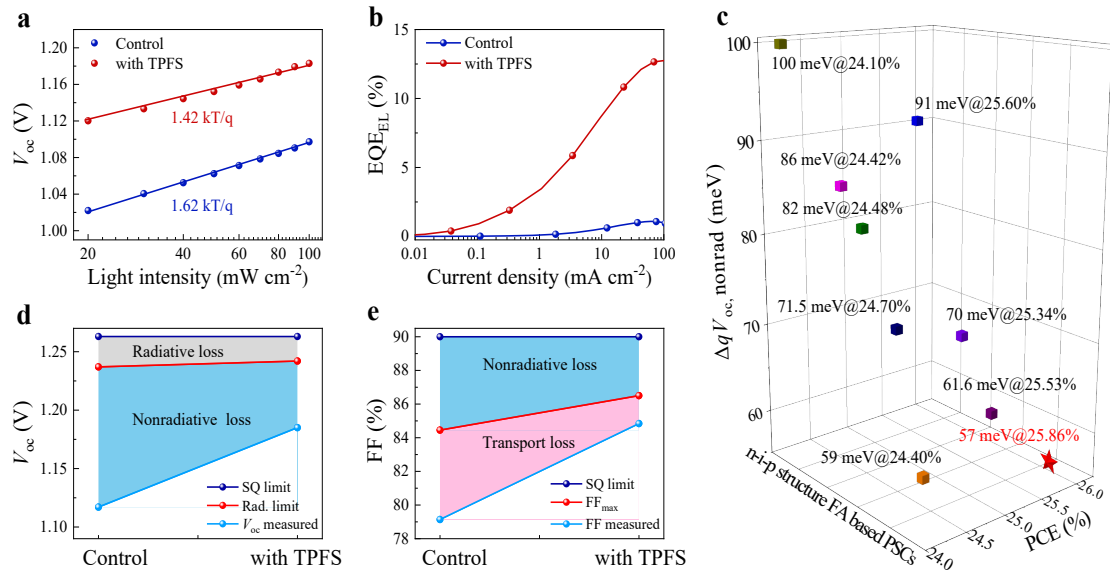 a
Control
with TPFS
1.42 kT/q
1.62 kT/q
1.20
1.16
1.12
1.08
1.04
1.00
Voc (V)
20
40
60
80
100
Light intensity (mW cm-2)
b
Control
with TPFS
15
10
5
0
EQEEL (%)
0.01
0.1
1
10
100
Current density (mA cm-2)
c
100 meV@24.10%
91 meV@25.60%
86 meV@24.42%
82 meV@24.48%
71.5 meV@24.70%
70 meV@25.34%
61.6 meV@25.53%
57 meV@25.86%
59 meV@24.40%
100
90
80
70
60
ΔqVoc, nonrad (meV)
n-i-p structure FA based PSCs
24.0
24.5
25.0
25.5
26.0
PCE (%)
d
Radiative loss
Nonradiative loss
SQ limit
Rad. limit
Voc measured
1.25
1.20
1.15
1.10
Voc (V)
Control
with TPFS
e
Nonradiative loss
Transport loss
SQ limit
FFmax
FF measured
90
88
86
84
82
80
78
FF (%)
Control
with TPFS